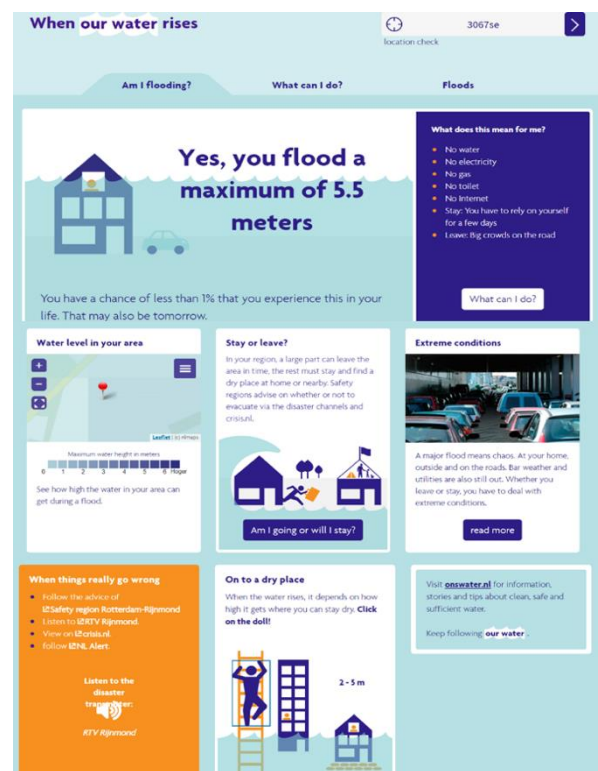 When our water rises
3067se
location check
Am I flooding?
What can I do?
Floods
Yes, you flood a
maximum of 5.5
meters
You have a chance of less than 1% that you experience this in your
life. That may also be tomorrow.
What does this mean for me?
No water
No electricity
No gas
No toilet
No Internet
Stay: You have to rely on yourself
for a few days
Leave: Big crowds on the road
What can I do?
Water level in your area
+
−
Leaflet
Maximum water height in meters
0 1 2 3 4 5 6 Hoger
See how high the water in your area can
get during a flood.
Stay or leave?
In your region, a large part can leave the
area in time, the rest must stay and find a
dry place at home or nearby. Safety
regions advise on whether or not to
evacuate via the disaster channels and
crisis.nl.
Am I going or will I stay?
Extreme conditions
A major flood means chaos. At your home,
outside and on the roads. Bar weather and
utilities are also still out. Whether you
leave or stay, you have to deal with
extreme conditions.
read more
When things really go wrong
Follow the advice of
Safety region Rotterdam-Rijnmond
Listen to RTV Rijnmond.
View on crisis.nl.
Follow NL Alert.
Listen to the
disaster
transmitter:
RTV Rijnmond
On to a dry place
When the water rises, it depends on how
high it gets where you can stay dry. Click
on the doll!
2 - 5 m
Visit onswater.nl for information,
stories and tips about clean, safe and
sufficient water.
Keep following our water .